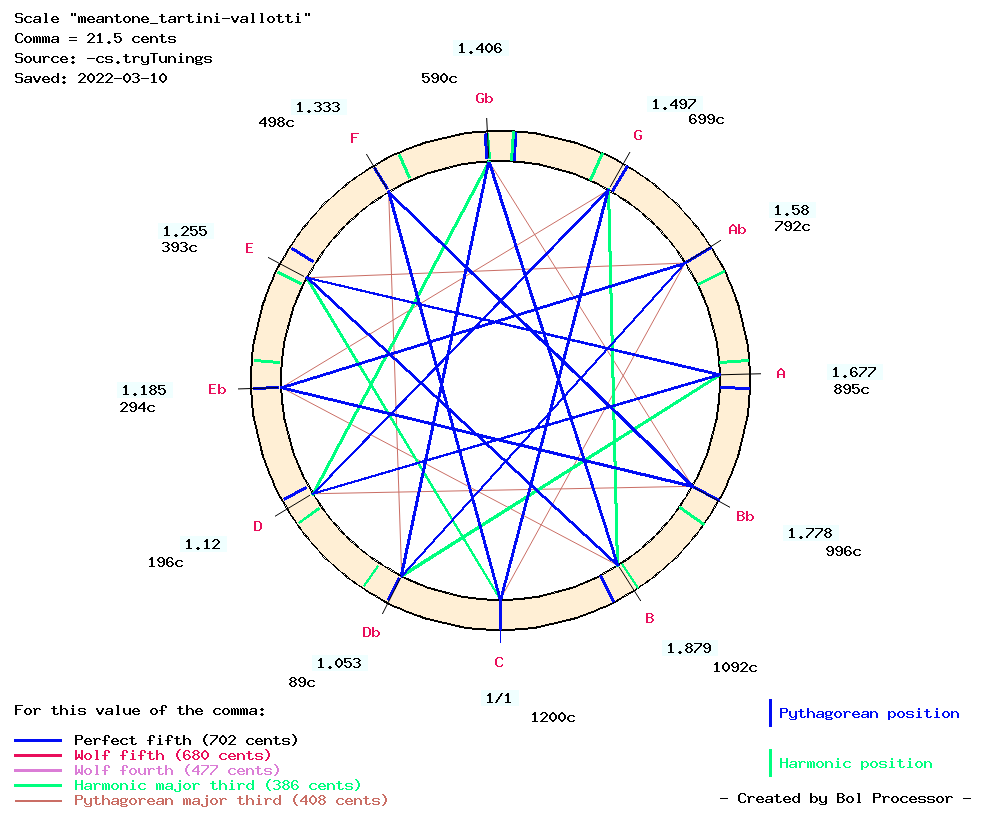 Scale "meantone_tartini-vallotti"
Comma = 21.5 cents
Source: -cs.tryTunings
Saved: 2022-03-10
1.406
590c
Gb
1.333
498c
F
1.497
699c
G
1.255
393c
E
1.58
792c
Ab
1.185
294c
Eb
1.677
895c
A
1.12
196c
D
1.778
996c
Bb
1.053
89c
Db
1.879
1092c
B
C
1/1
1200c
For this value of the comma:
Perfect fifth (702 cents)
Wolf fifth (680 cents)
Wolf fourth (477 cents)
Harmonic major third (386 cents)
Pythagorean major third (408 cents)
Pythagorean position
Harmonic position
- Created by Bol Processor -